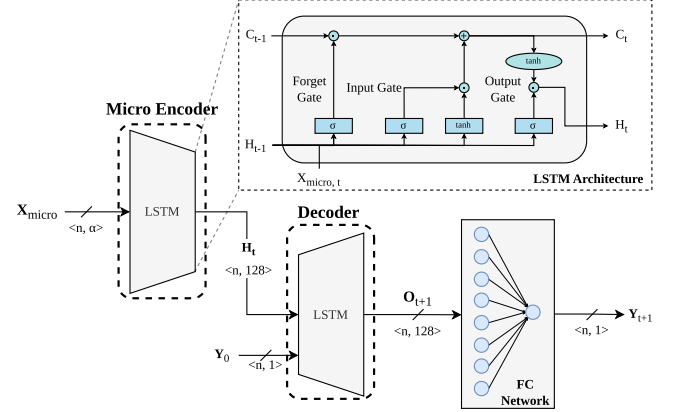 C_{t-1}
C_t
tanh
Forget
Gate
Input Gate
Output
Gate
σ
σ
tanh
σ
H_{t-1}
H_t
X_{micro, t}
LSTM Architecture
Micro Encoder
LSTM
X_{micro}
<n, α>
H_t
<n, 128>
Decoder
LSTM
Y_0
<n, 1>
O_{t+1}
<n, 128>
FC
Network
Y_{t+1}
<n, 1>